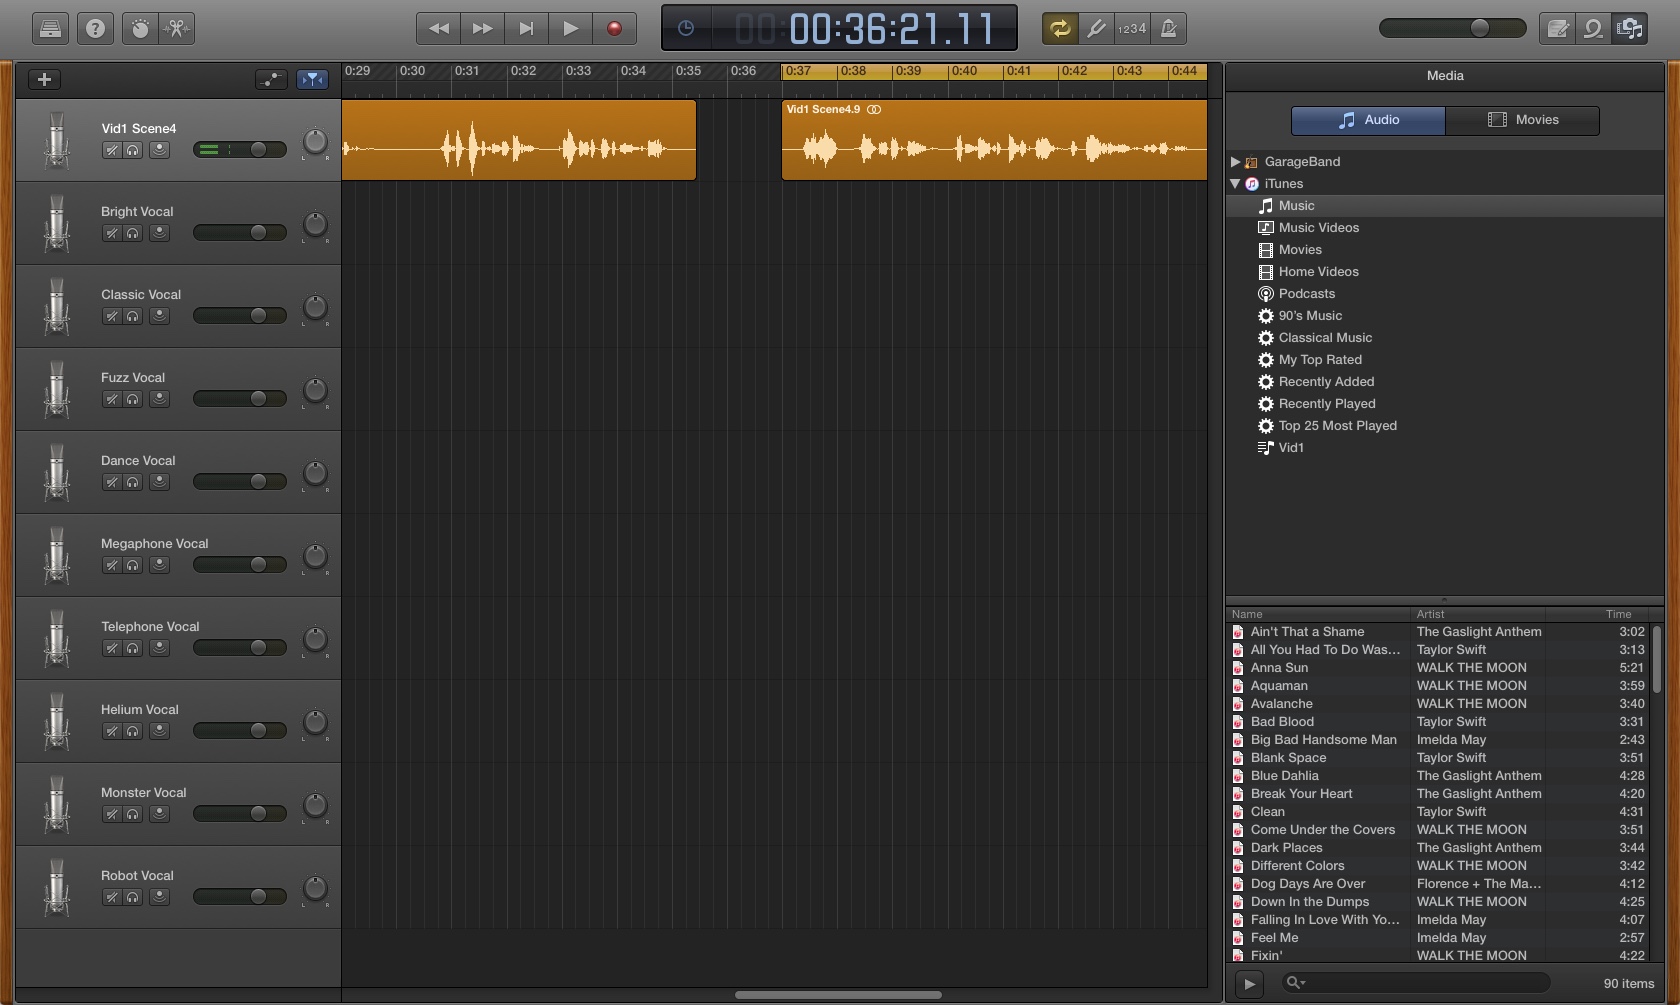 00:36:21.11
1234
0:29 0:30 0:31 0:32 0:33 0:34 0:35 0:36 0:37 0:38 0:39 0:40 0:41 0:42 0:43 0:44
Vid1 Scene4.9
Vid1 Scene4
L R
Bright Vocal
L R
Classic Vocal
L R
Fuzz Vocal
L R
Dance Vocal
L R
Megaphone Vocal
L R
Telephone Vocal
L R
Helium Vocal
L R
Monster Vocal
L R
Robot Vocal
L R
Media
Audio Movies
GarageBand
iTunes
Music
Music Videos
Movies
Home Videos
Podcasts
90's Music
Classical Music
My Top Rated
Recently Added
Recently Played
Top 25 Most Played
Vid1
Name Artist Time
Ain't That a Shame The Gaslight Anthem 3:02
All You Had To Do Was... Taylor Swift 3:13
Anna Sun WALK THE MOON 5:21
Aquaman WALK THE MOON 3:59
Avalanche WALK THE MOON 3:40
Bad Blood Taylor Swift 3:31
Big Bad Handsome Man Imelda May 2:43
Blank Space Taylor Swift 3:51
Blue Dahlia The Gaslight Anthem 4:28
Break Your Heart The Gaslight Anthem 4:20
Clean Taylor Swift 4:31
Come Under the Covers WALK THE MOON 3:51
Dark Places The Gaslight Anthem 3:44
Different Colors WALK THE MOON 3:42
Dog Days Are Over Florence + The Ma... 4:12
Down In the Dumps WALK THE MOON 4:25
Falling In Love With Yo... Imelda May 4:07
Feel Me Imelda May 2:57
Fixin' WALK THE MOON 4:22
90 items